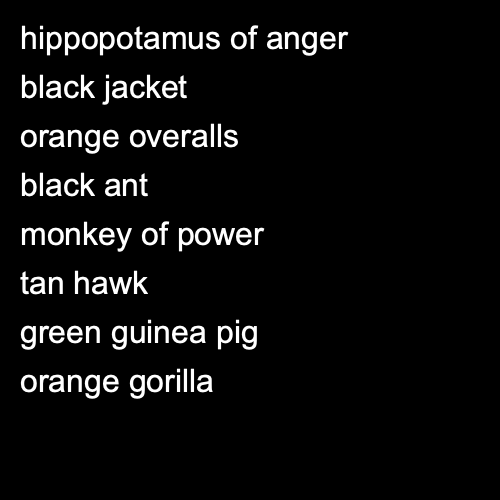 hippopotamus of anger
black jacket
orange overalls
black ant
monkey of power
tan hawk
green guinea pig
orange gorilla